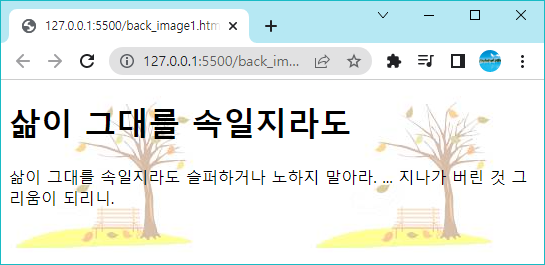 127.0.0.1:5500/back_image1.htm
127.0.0.1:5500/back_im...
삶이 그대를 속일지라도
삶이 그대를 속일지라도 슬퍼하거나 노하지 말아라. ... 지나가 버린 것 그
리움이 되리니.